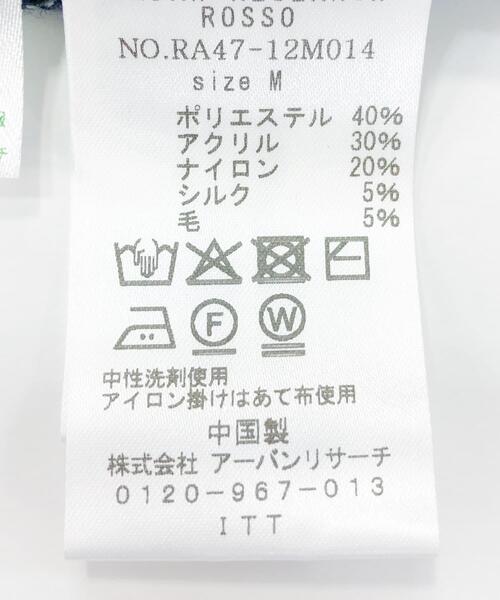 ROSSO
NO.RA47-12M014
size M
ポリエステル 40%
アクリル 30%
ナイロン 20%
シルク 5%
毛 5%
F
W
中性洗剤使用
アイロン掛けはあて布使用
中国製
株式会社 アーバンリサーチ
0120-967-013
ITT